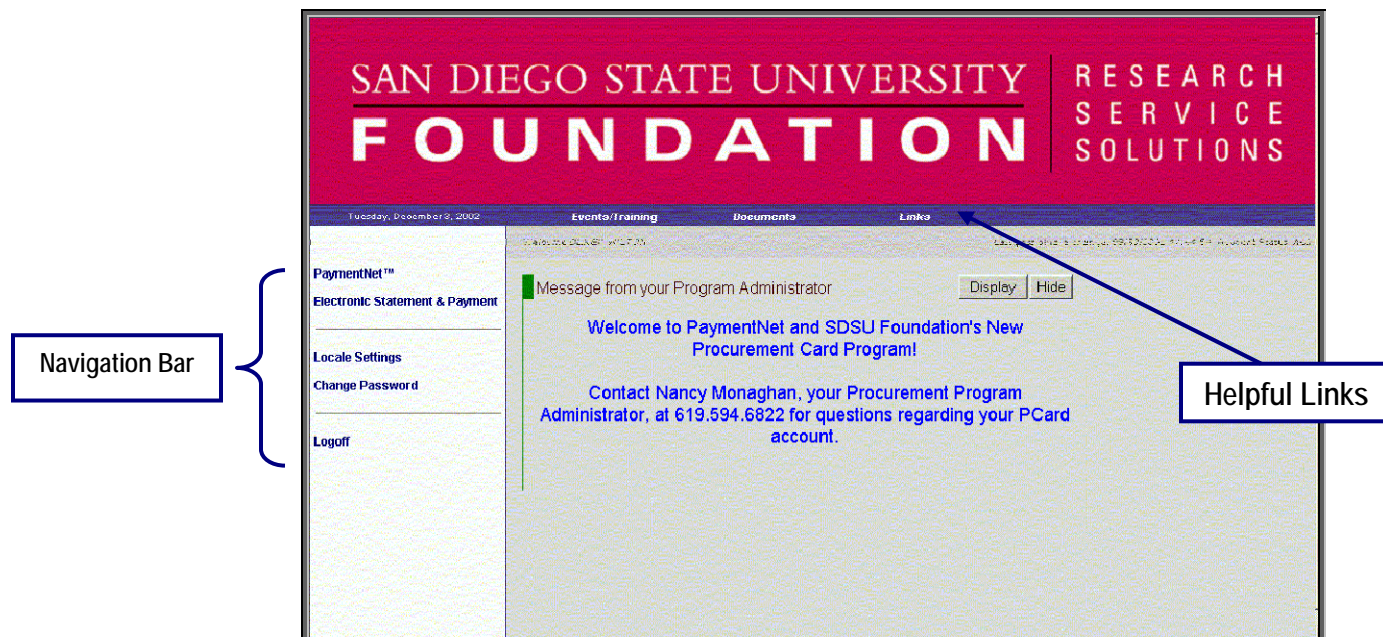 SAN DIEGO STATE UNIVERSITY
FOUNDATION
RESEARCH
SERVICE
SOLUTIONS
Tuesday, December 3, 2002 Events/Training Documents Links
PaymentNet™
Electronic Statement & Payment
Locale Settings
Change Password
Logoff
Message from your Program Administrator Display Hide
Welcome to PaymentNet and SDSU Foundation's New
Procurement Card Program!
Contact Nancy Monaghan, your Procurement Program
Administrator, at 619.594.6822 for questions regarding your PCard
account.
Navigation Bar
Helpful Links